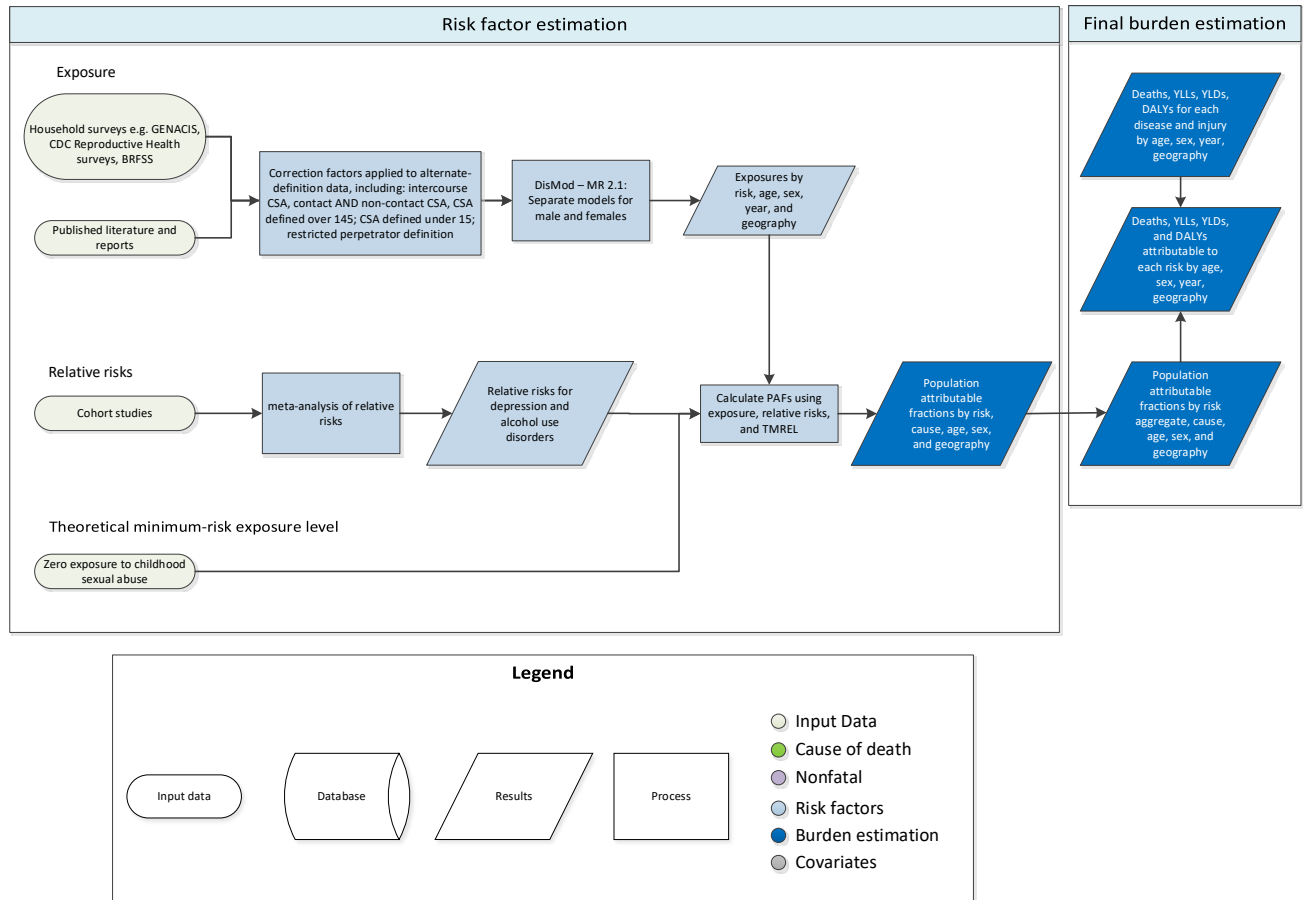 Risk factor estimation
Final burden estimation
Exposure
Household surveys e.g. GENACIS,
CDC Reproductive Health
surveys, BRFSS
Published literature and
reports
Correction factors applied to alternate-
definition data, including: intercourse
CSA, contact AND non-contact CSA, CSA
defined over 145; CSA defined under 15;
restricted perpetrator definition
DisMod – MR 2.1:
Separate models for
male and females
Exposures by
risk, age, sex,
year, and
geography
Deaths, YLLs, YLDs,
DALYs for each
disease and injury
by age, sex, year,
geography
Deaths, YLLs, YLDs,
and DALYs
attributable to
each risk by age,
sex, year,
geography
Relative risks
Cohort studies
meta-analysis of relative
risks
Relative risks for
depression and
alcohol use
disorders
Calculate PAFs using
exposure, relative risks,
and TMREL
Population
attributable
fractions by risk,
cause, age, sex,
and geography
Population
attributable
fractions by risk
aggregate, cause,
age, sex, and
geography
Theoretical minimum-risk exposure level
Zero exposure to childhood
sexual abuse
Legend
Input data
Database
Results
Process
Input Data
Cause of death
Nonfatal
Risk factors
Burden estimation
Covariates